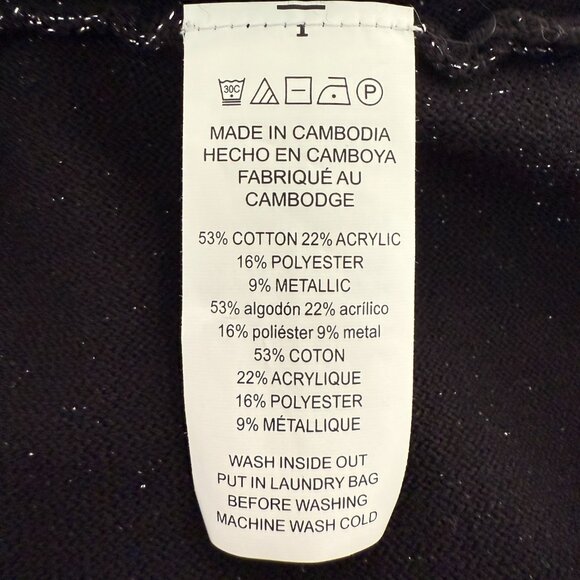 1
30C
P
MADE IN CAMBODIA
HECHO EN CAMBOYA
FABRIQUÉ AU
CAMBODGE
53% COTTON 22% ACRYLIC
16% POLYESTER
9% METALLIC
53% algodón 22% acrílico
16% poliéster 9% metal
53% COTON
22% ACRYLIQUE
16% POLYESTER
9% MÉTALLIQUE
WASH INSIDE OUT
PUT IN LAUNDRY BAG
BEFORE WASHING
MACHINE WASH COLD